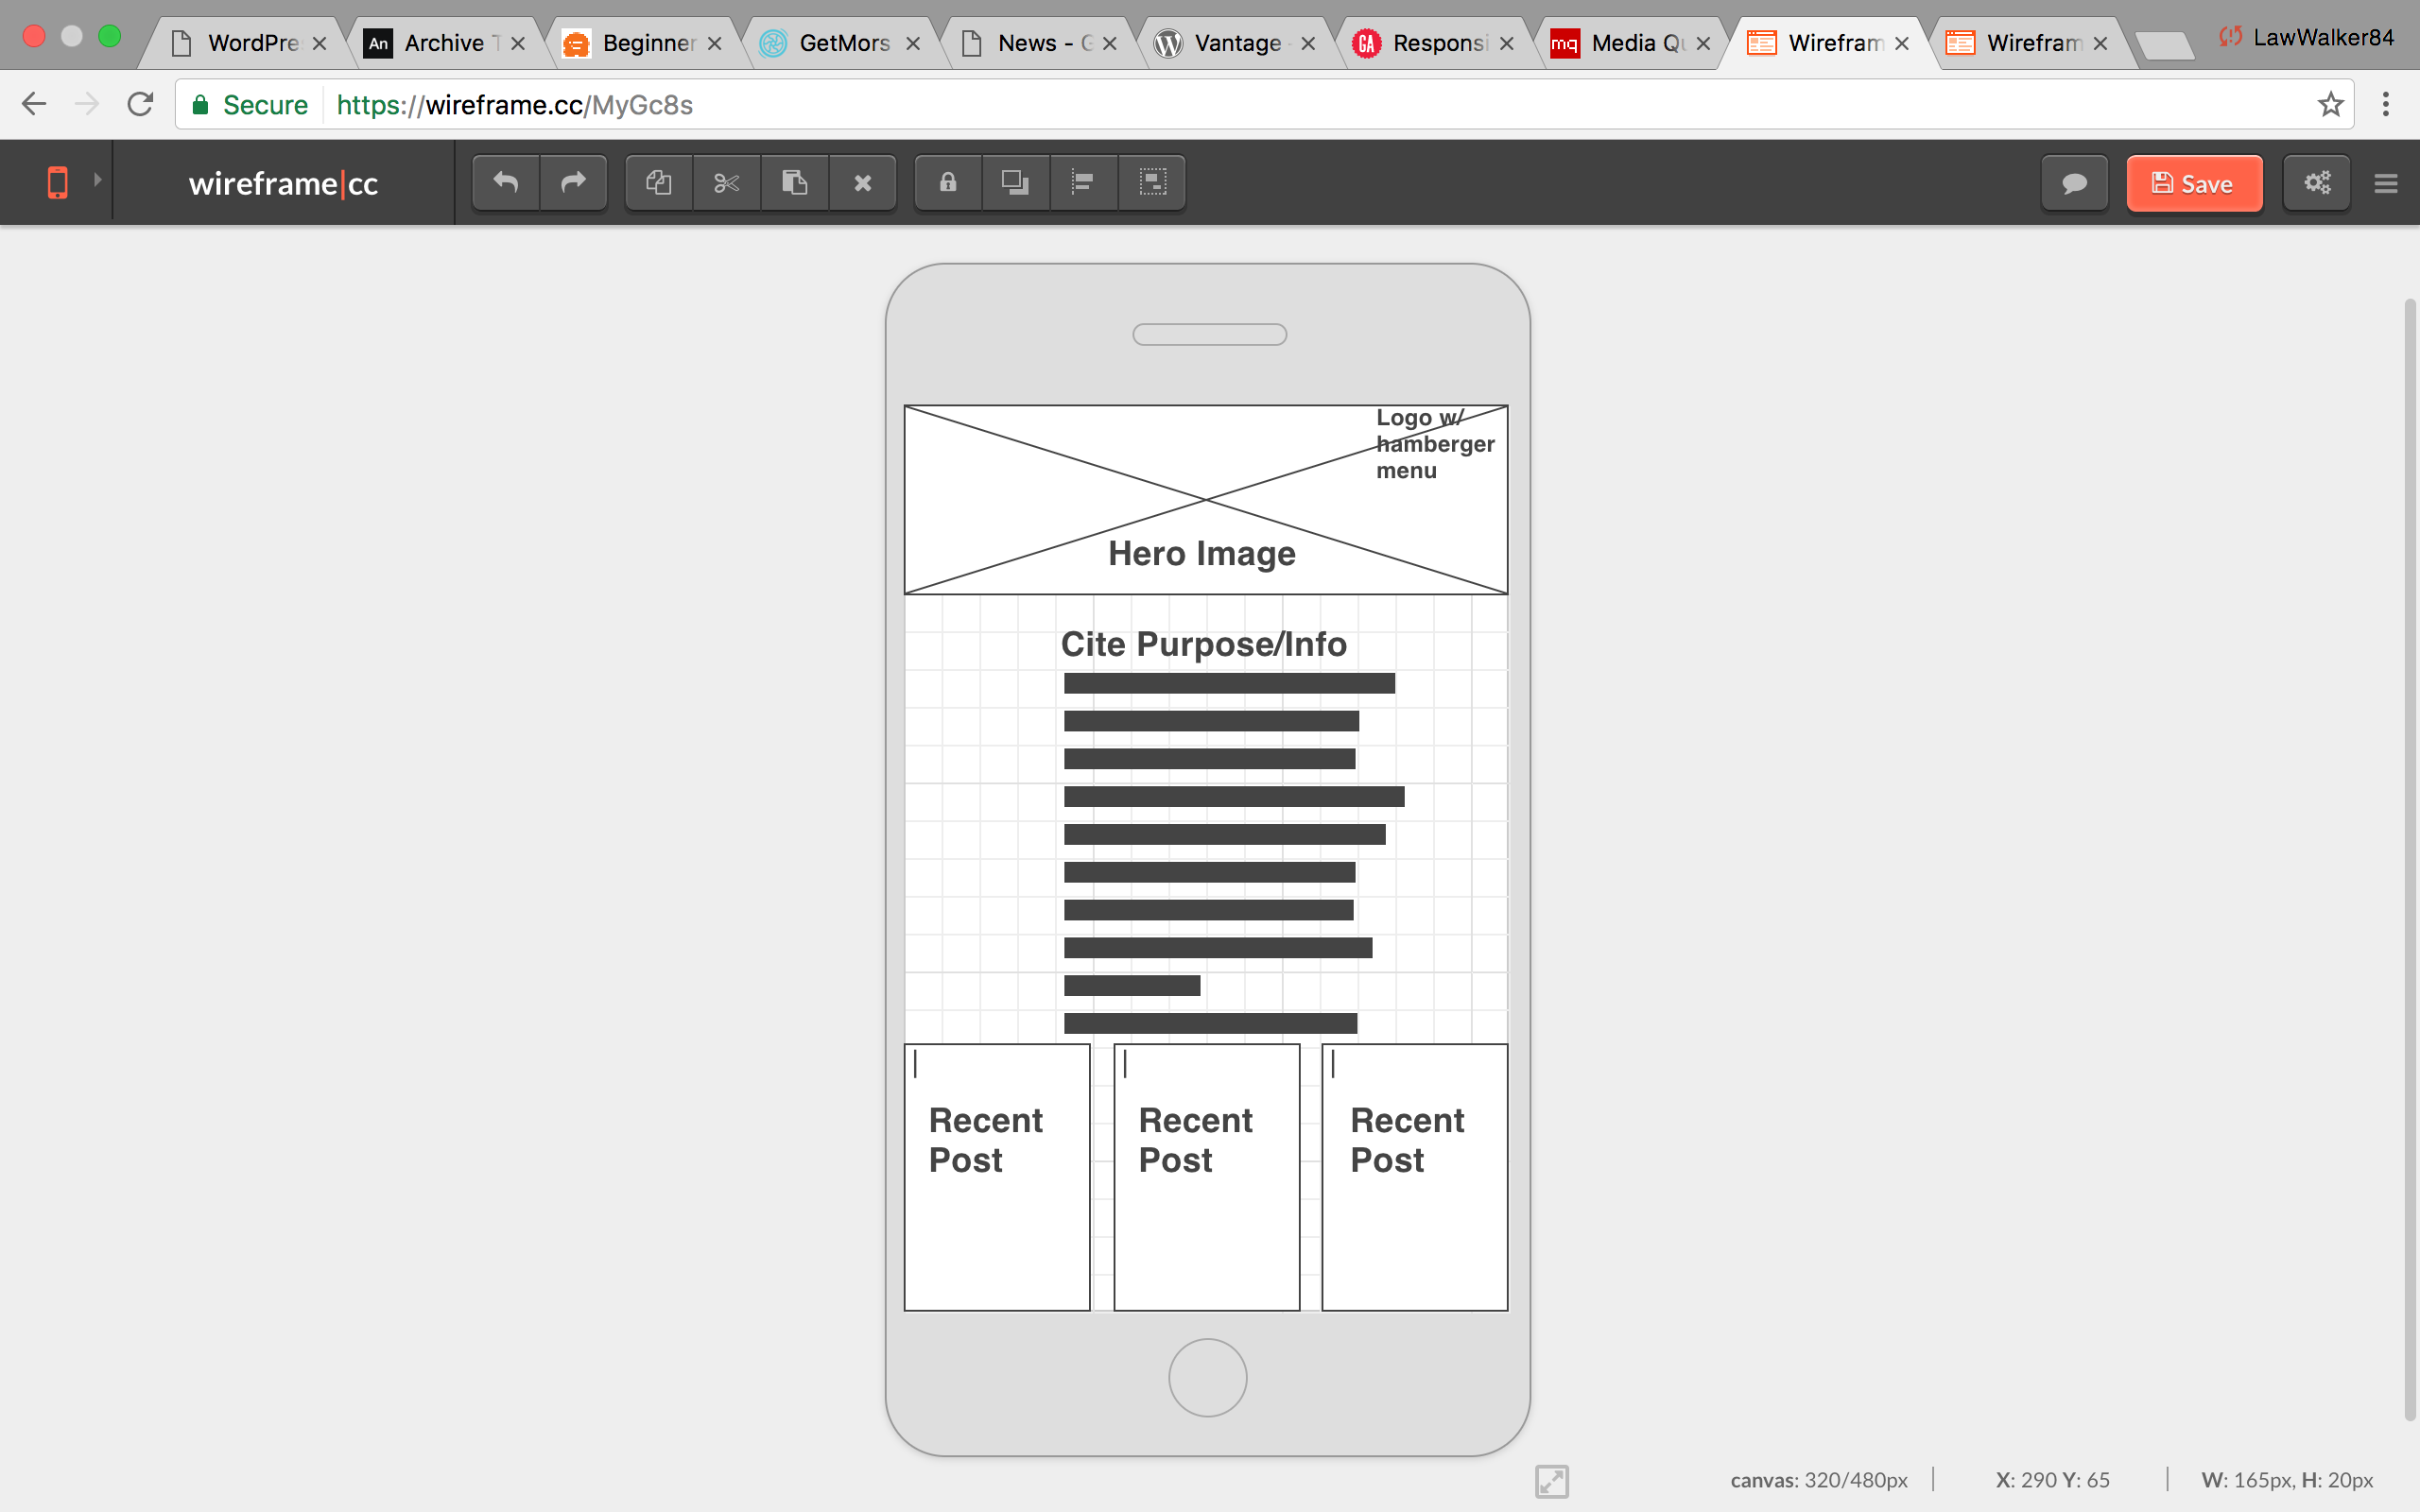 WordPre
An Archive T
Beginner
GetMors
News - G
Vantage -
GA Responsi
mq Media Qu
Wirefram
Wirefram
LawWalker84
Secure https://wireframe.cc/MyGc8s
wireframe|cc
Save
Logo w/
hamberger
menu
Hero Image
Cite Purpose/Info
Recent
Post
Recent
Post
Recent
Post
canvas: 320/480px
X: 290 Y: 65
W: 165px, H: 20px